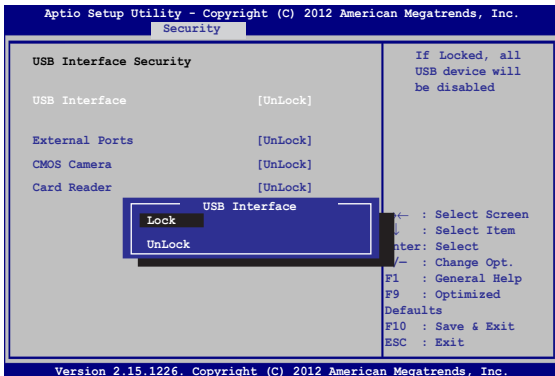 Aptio Setup Utility - Copyright (C) 2012 American Megatrends, Inc.
Security
USB Interface Security
USB Interface [UnLock]
External Ports [UnLock]
CMOS Camera [UnLock]
Card Reader [UnLock]
USB Interface
Lock
UnLock
If Locked, all
USB device will
be disabled
← : Select Screen
↓ : Select Item
nter: Select
/— : Change Opt.
F1 : General Help
F9 : Optimized
Defaults
F10 : Save & Exit
ESC : Exit
Version 2.15.1226. Copyright (C) 2012 American Megatrends, Inc.